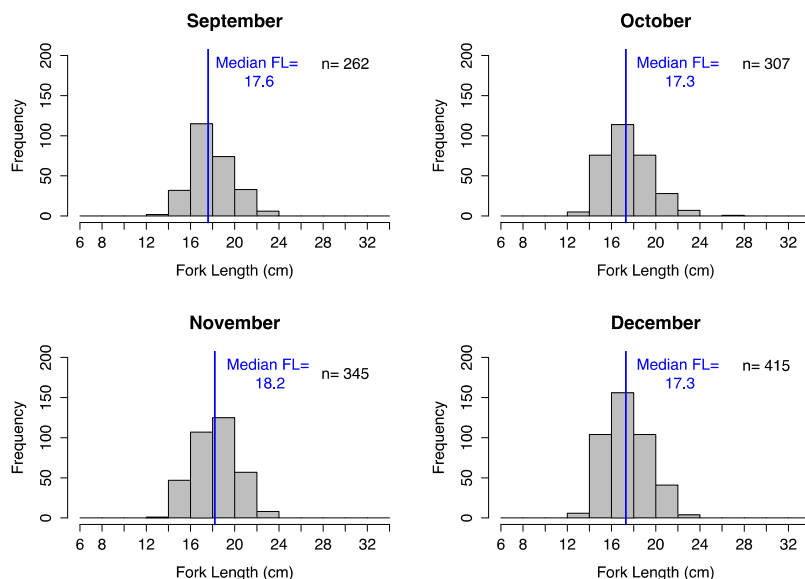 September
Median FL=
17.6
n= 262
Frequency
0 50 100 150 200
6 8 12 16 20 24 28 32
Fork Length (cm)
October
Median FL=
17.3
n= 307
Frequency
0 50 100 150 200
6 8 12 16 20 24 28 32
Fork Length (cm)
November
Median FL=
18.2
n= 345
Frequency
0 50 100 150 200
6 8 12 16 20 24 28 32
Fork Length (cm)
December
Median FL=
17.3
n= 415
Frequency
0 50 100 150 200
6 8 12 16 20 24 28 32
Fork Length (cm)